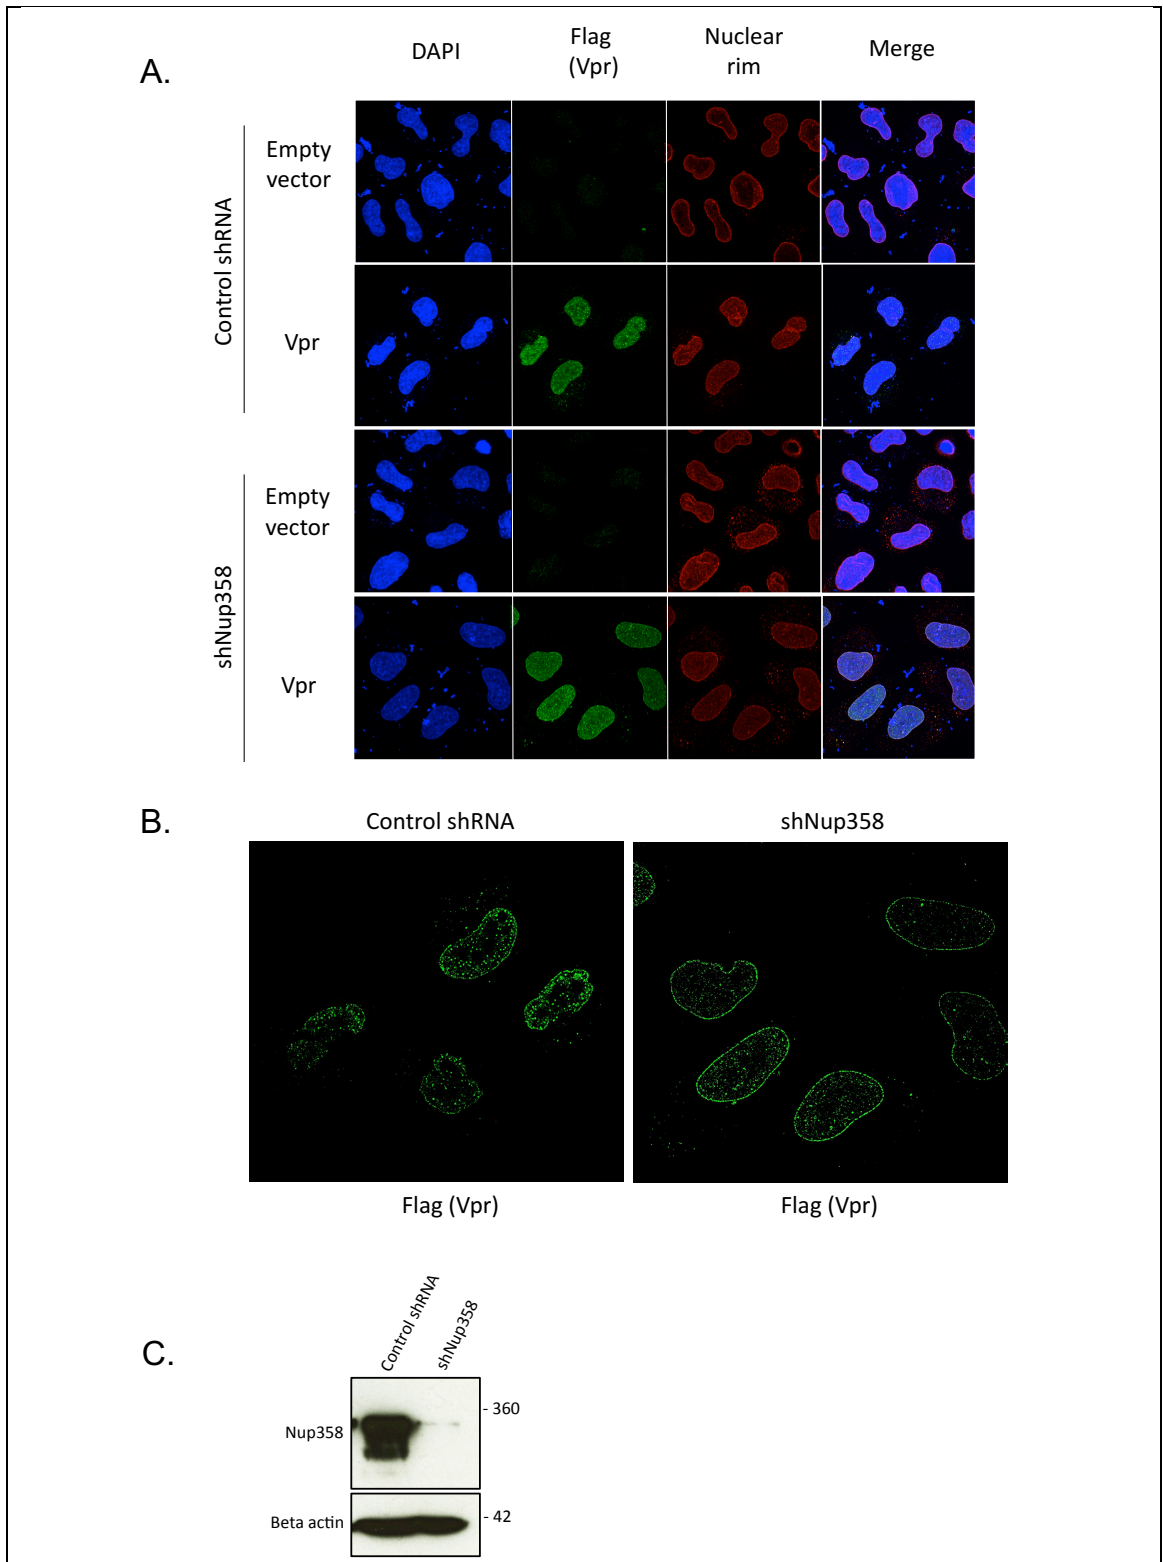 A.
DAPI
Flag
(Vpr)
Nuclear
rim
Merge
Control shRNA
Empty
vector
Vpr
shNup358
Empty
vector
Vpr
B.
Control shRNA
shNup358
Flag (Vpr)
Flag (Vpr)
C.
Control shRNA
shNup358
Nup358
- 360
Beta actin
- 42